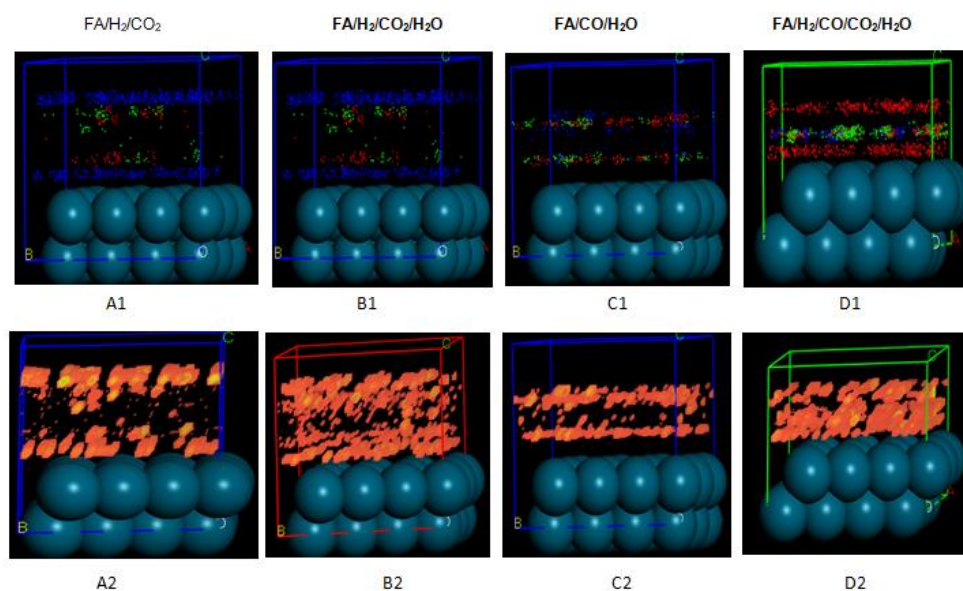 FA/H₂/CO₂ FA/H₂/CO₂/H₂O FA/CO/H₂O FA/H₂/CO/CO₂/H₂O
C C C
B O A B O A B O
A1 B1 C1 D1
C C C C
B O B O B O O A
A2 B2 C2 D2